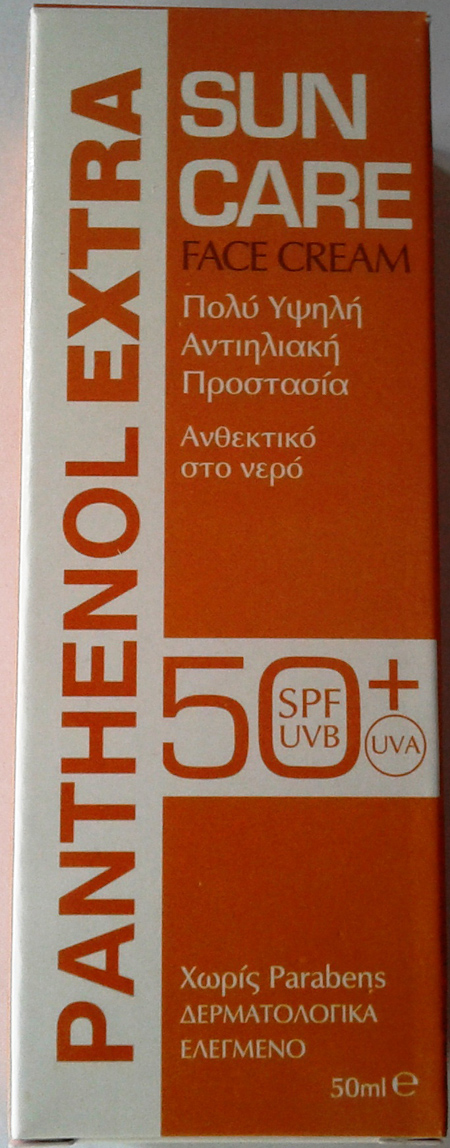 PANTHENOL EXTRA
SUN
CARE
FACE CREAM
Πολύ Υψηλή
Αντιηλιακή
Προστασία
Ανθεκτικό
στο νερό
50+
SPF
UVB
UVA
Χωρίς Parabens
ΔΕΡΜΑΤΟΛΟΓΙΚΑ
ΕΛΕΓΜΕΝΟ
50ml ℮